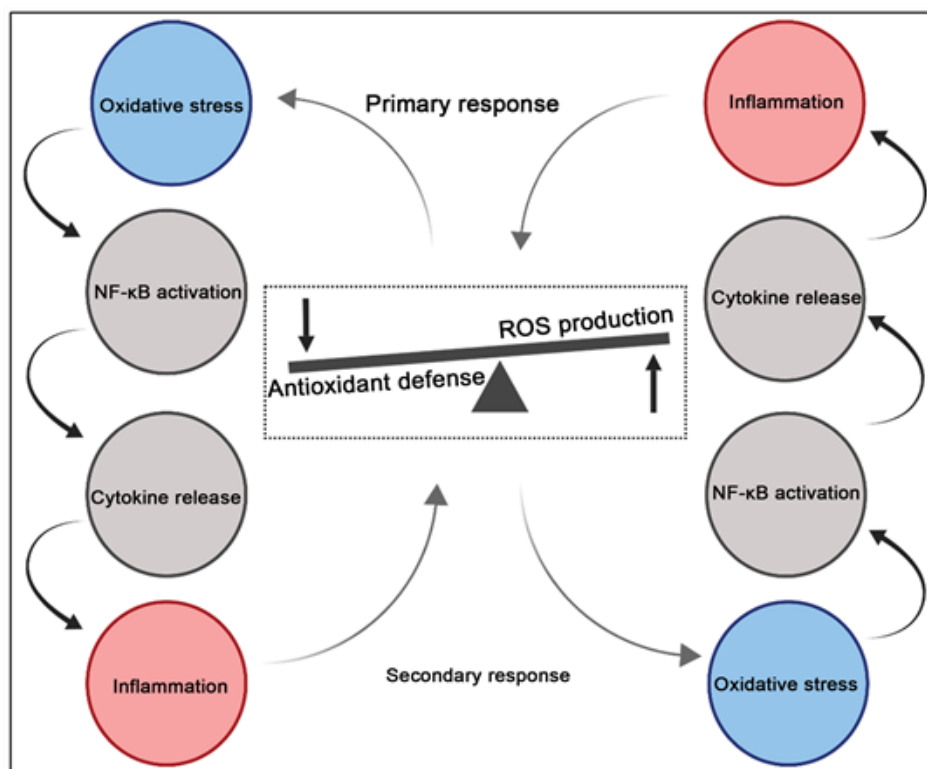 Oxidative stress
Primary response
Inflammation
NF-κB activation
Cytokine release
ROS production
Antioxidant defense
Cytokine release
NF-κB activation
Inflammation
Secondary response
Oxidative stress